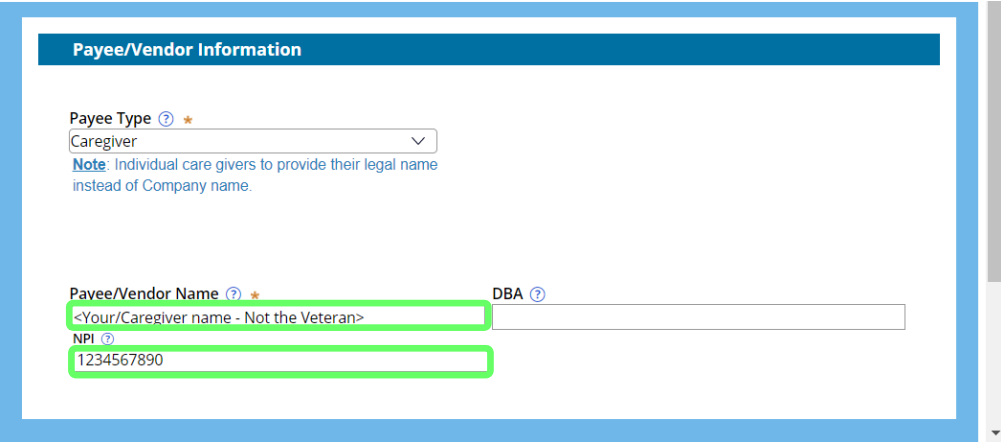 Payee/Vendor Information
Payee Type ? *
Caregiver
Note: Individual care givers to provide their legal name
instead of Company name.
Payee/Vendor Name ? *
DBA ?
<Your/Caregiver name - Not the Veteran>
NPI ?
1234567890